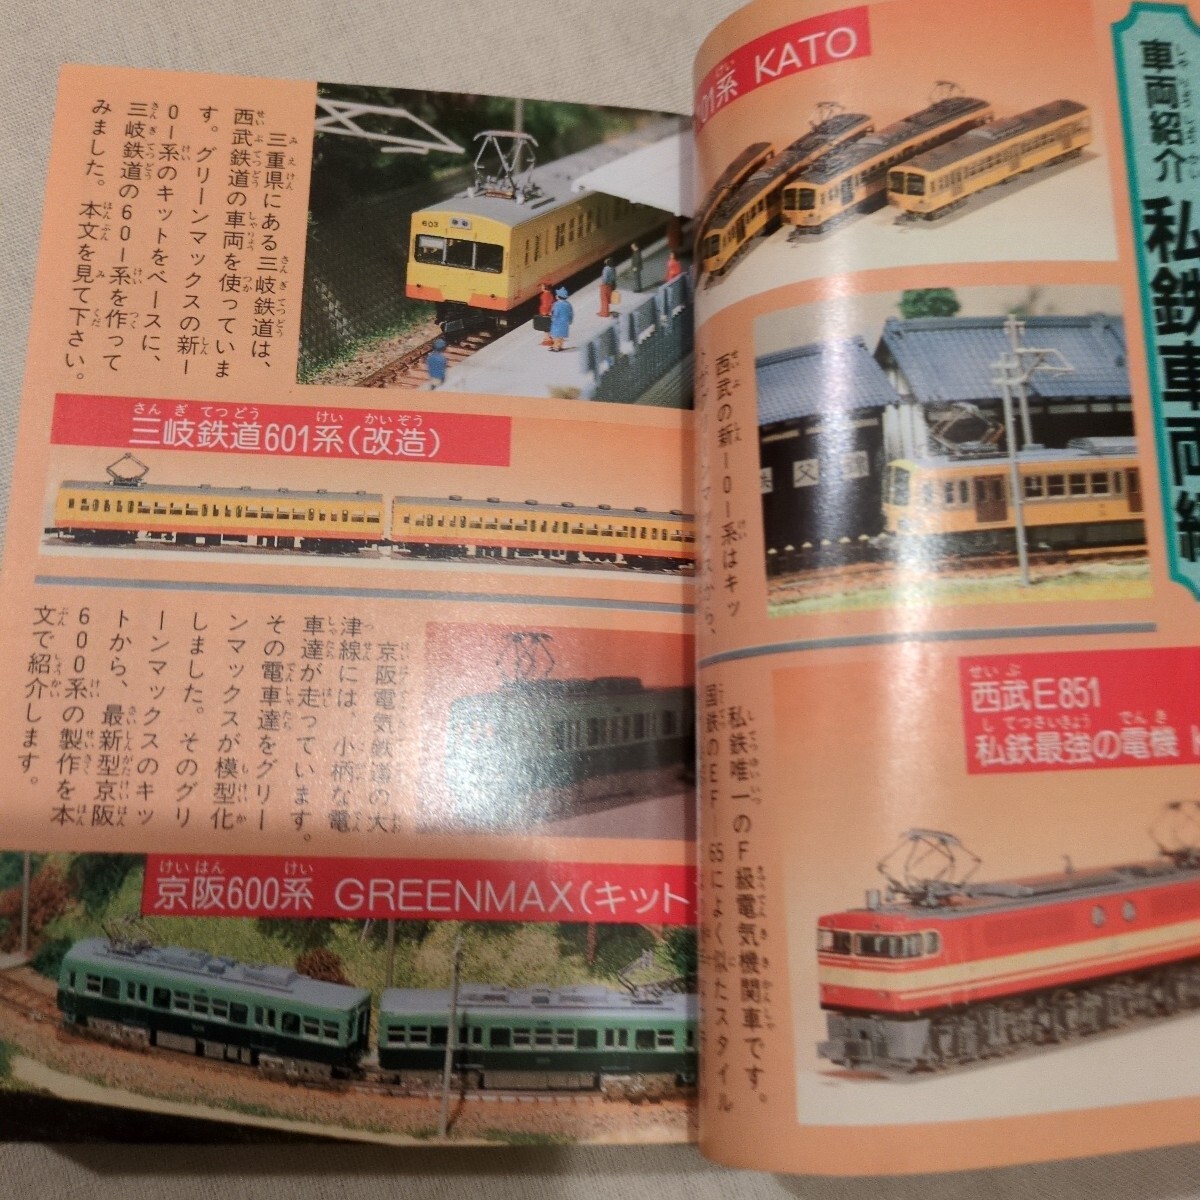 車両紹介
私鉄車両編
01系 KATO
西武の新101系はキッ
西武E851
私鉄最強の電機
私鉄唯一のF級電気機関車です。
国鉄のEF-65によく似たスタイル
三重県にある三岐鉄道は、
西武鉄道の車両を使っていま
す。グリーンマックスの新1
01系のキットをベースに、
三岐鉄道の601系を作って
みました。本文を見て下さい。
603
三岐鉄道601系(改造)
京阪電気鉄道の大
津線には、小柄な電
車達が走っています。
その電車達をグリー
ンマックスが模型化
しました。そのグリ
ーンマックスのキッ
トから、最新型京阪
600系の製作を本
文で紹介します。
京阪600系 GREENMAX(キット